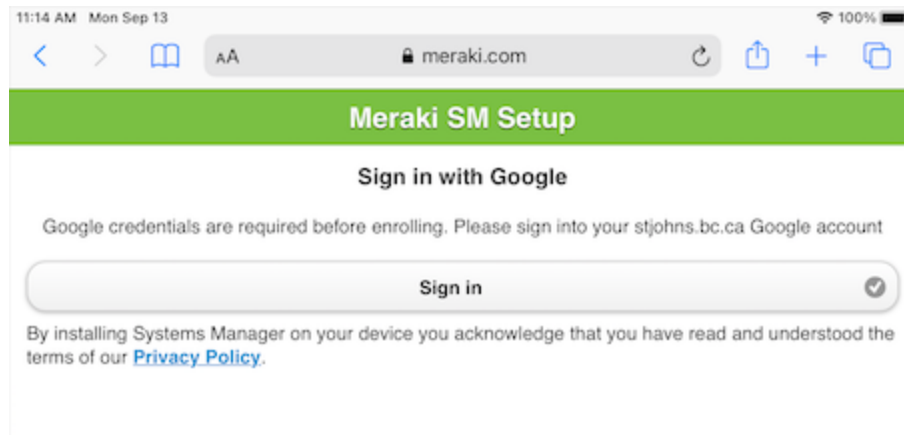 11:14 AM Mon Sep 13
100%
AA
meraki.com
Meraki SM Setup
Sign in with Google
Google credentials are required before enrolling. Please sign into your stjohns.bc.ca Google account
Sign in
By installing Systems Manager on your device you acknowledge that you have read and understood the
terms of our Privacy Policy.